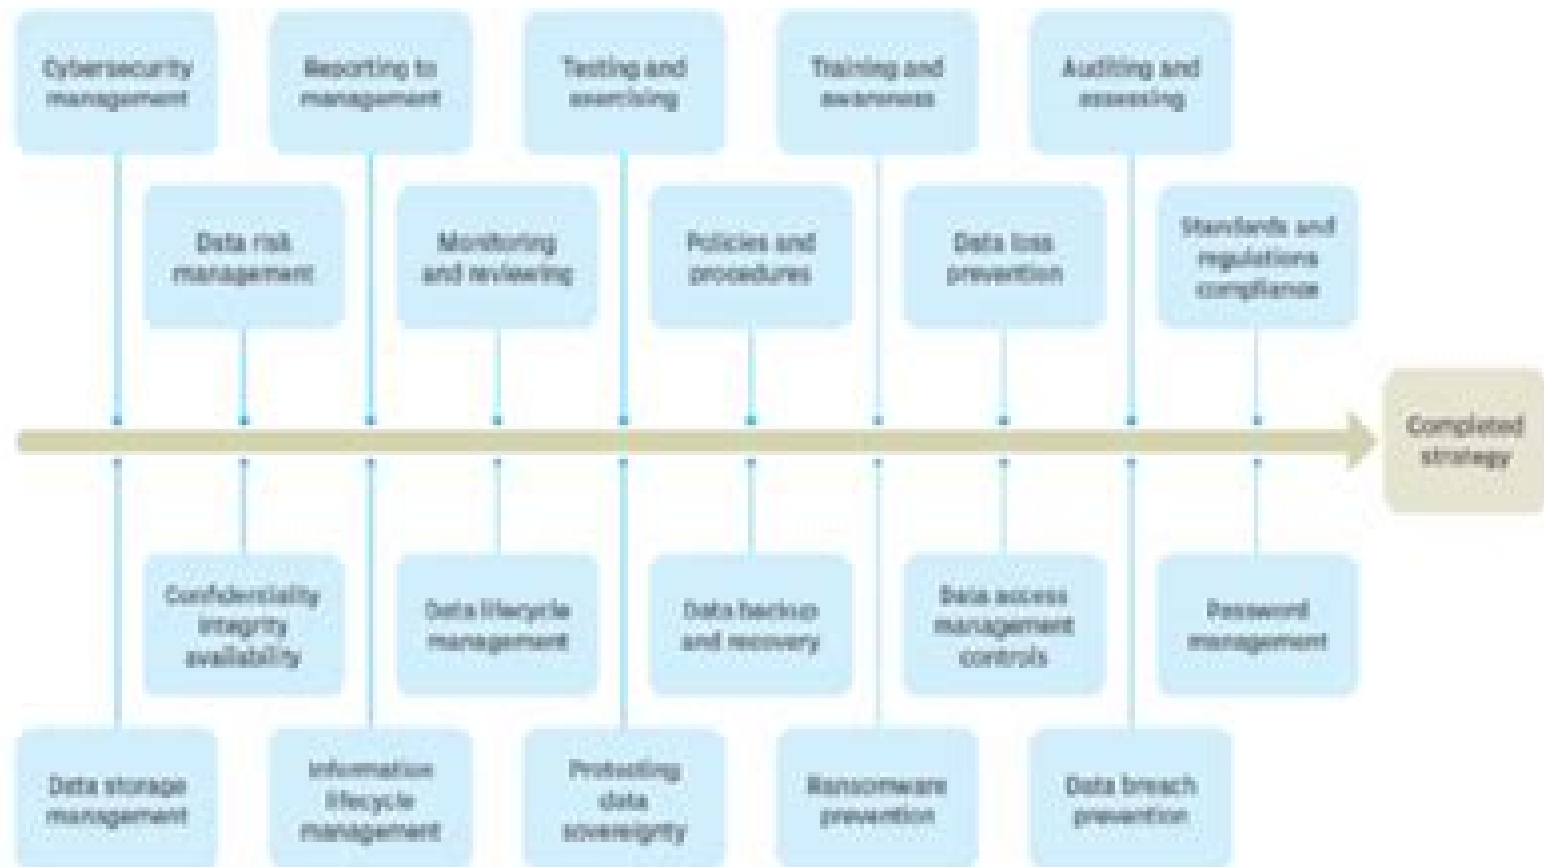 Cybersecurity
management
Reporting to
management
Testing and
exercising
Training and
awareness
Auditing and
assessing
Data risk
management
Monitoring
and reviewing
Policies and
procedures
Data loss
prevention
Standards and
regulations
compliance
Completed
strategy
Confidentiality
integrity
availability
Data lifecycle
management
Data backup
and recovery
Data access
management
controls
Password
management
Data storage
management
Information
lifecycle
management
Protecting
data
sovereignty
Ransomware
prevention
Data breach
prevention